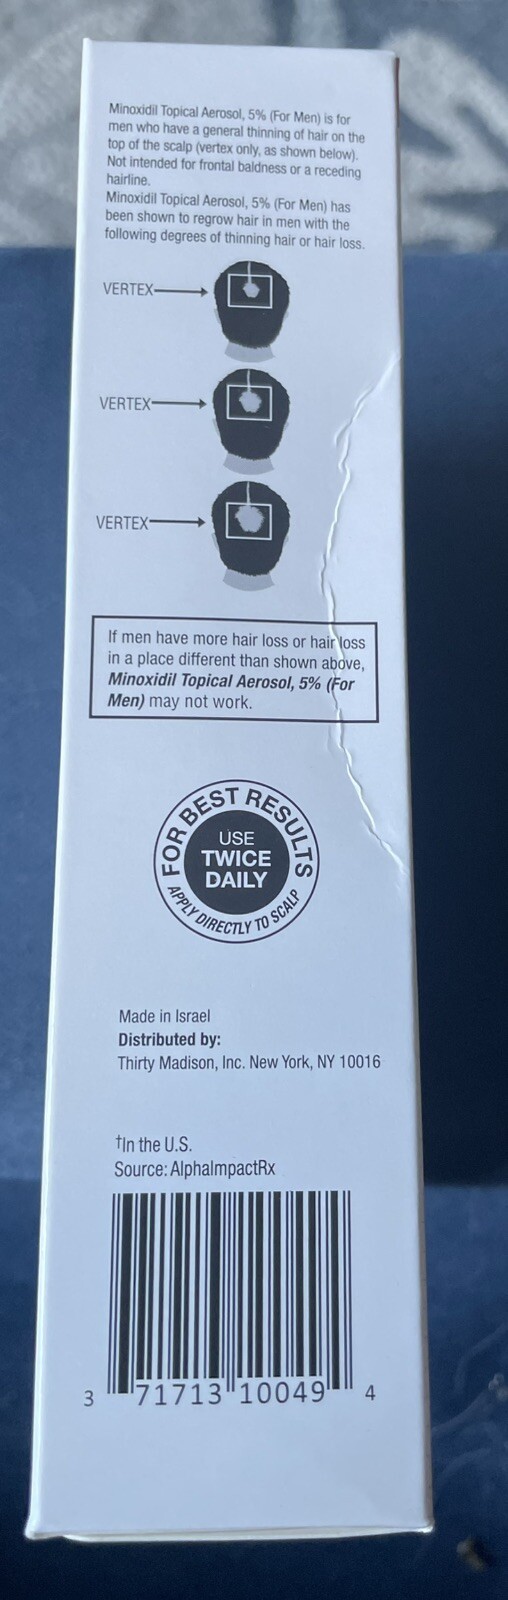 Minoxidil Topical Aerosol, 5% (For Men) is for
men who have a general thinning of hair on the
top of the scalp (vertex only, as shown below).
Not intended for frontal baldness or a receding
hairline.
Minoxidil Topical Aerosol, 5% (For Men) has
been shown to regrow hair in men with the
following degrees of thinning hair or hair loss.
VERTEX
VERTEX
VERTEX
If men have more hair loss or hair loss
in a place different than shown above,
Minoxidil Topical Aerosol, 5% (For
Men) may not work.
FOR BEST RESULTS
USE
TWICE
DAILY
APPLY DIRECTLY TO SCALP
Made in Israel
Distributed by:
Thirty Madison, Inc. New York, NY 10016
†In the U.S.
Source: AlphaImpactRx
3 71713 10049 4